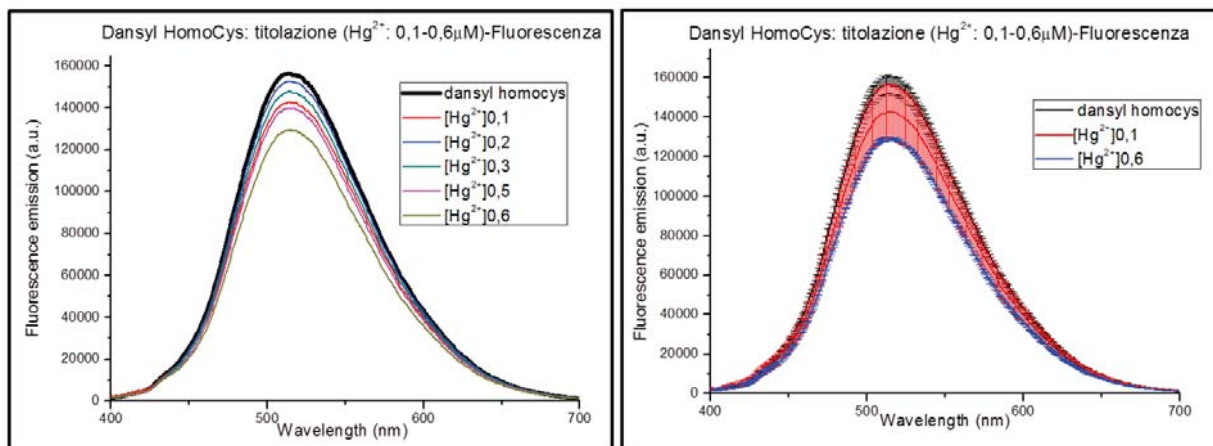 Dansyl HomoCys: titolazione (Hg²⁺: 0,1-0,6μM)-Fluorescenza
160000
140000
120000
100000
80000
60000
40000
20000
0
Fluorescence emission (a.u.)
dansyl homocys
[Hg²⁺]0,1
[Hg²⁺]0,2
[Hg²⁺]0,3
[Hg²⁺]0,5
[Hg²⁺]0,6
400
500
600
700
Wavelength (nm)
Dansyl HomoCys: titolazione (Hg²⁺: 0,1-0,6μM)-Fluorescenza
160000
140000
120000
100000
80000
60000
40000
20000
0
Fluorescence emission (a.u.)
dansyl homocys
[Hg²⁺]0,1
[Hg²⁺]0,6
400
500
600
700
Wavelength (nm)